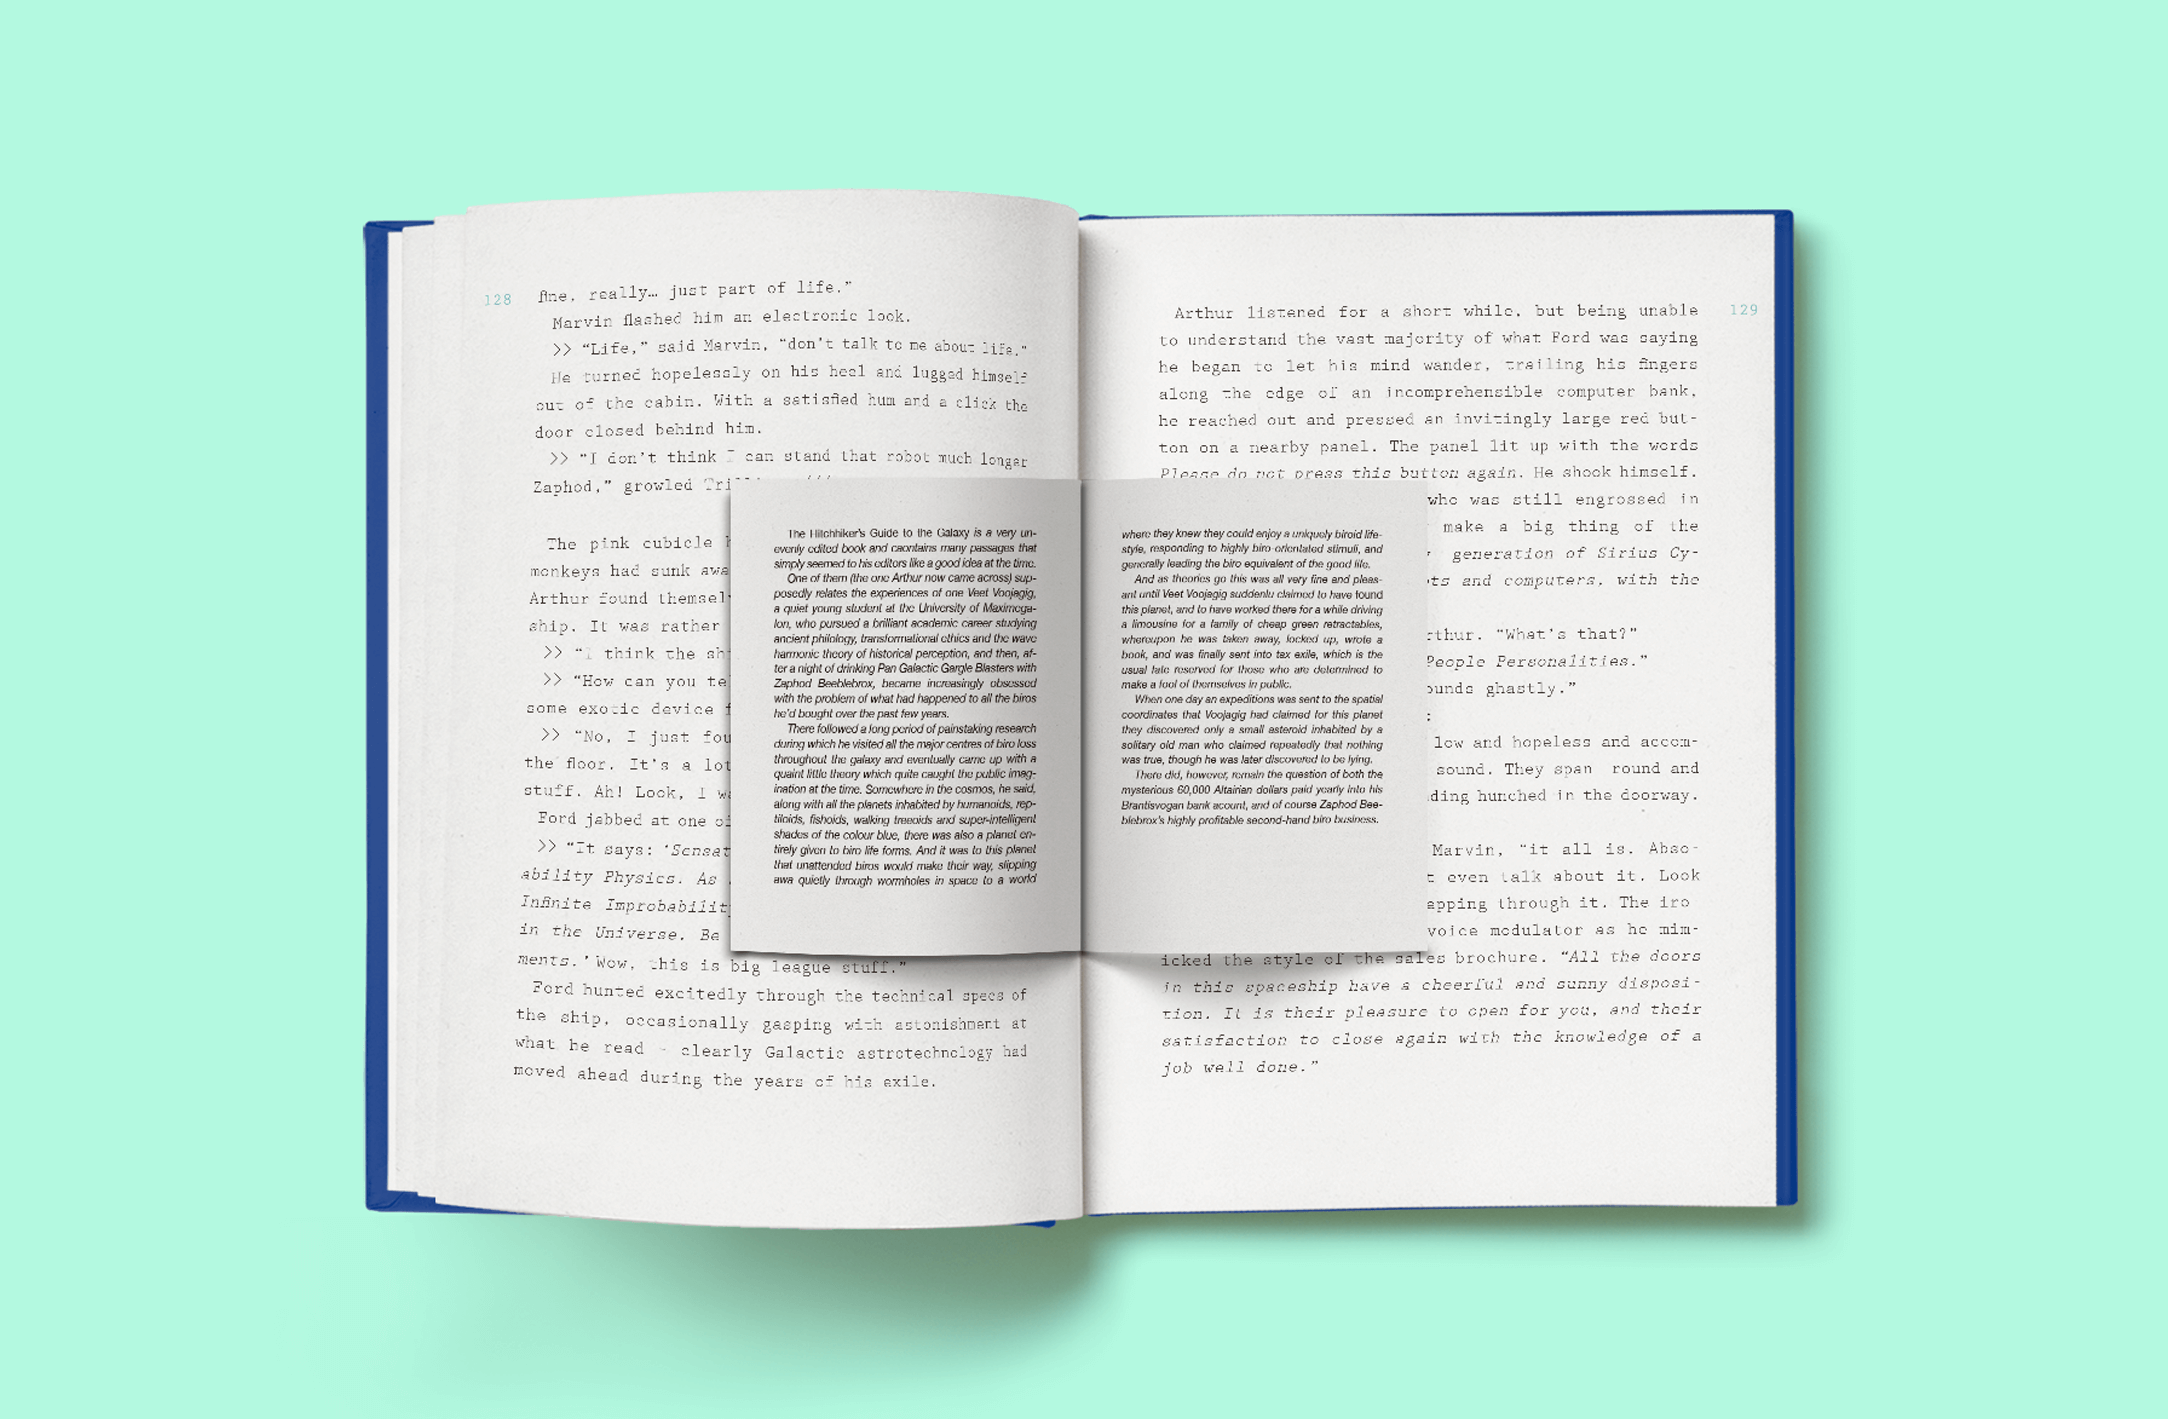 128
fine, really… just part of life.”
Marvin flashed him an electronic look.
>> “Life,” said Marvin, “don’t talk to me about life.”
He turned hopelessly on his heel and lugged himself
out of the cabin. With a satisfied hum and a click the
door closed behind him.
>> “I don’t think I can stand that robot much longer
Zaphod,” growled
The pink cubicle
monkeys had sunk awa
Arthur found themsel
ship. It was rather
>> “I think the sh
>> “How can you te
some exotic device f
>> “No, I just fou
the floor. It’s a lot
stuff. Ah! Look, I wa
Ford jabbed at one of
>> “It says: ‘Sensat
ability Physics. As
Infinite Improbability
in the Universe. Be
ments.’ Wow, this is big league stuff.”
Ford hunted excitedly through the technical specs of
the ship, occasionally gasping with astonishment at
what he read - clearly Galactic astrotechnology had
moved ahead during the years of his exile.
The Hitchhiker’s Guide to the Galaxy is a very un-
evenly edited book and caontains many passages that
simply seemed to his editors like a good idea at the time.
One of them (the one Arthur now came across) sup-
posedly relates the experiences of one Veet Voojagig,
a quiet young student at the University of Maximega-
lon, who pursued a brilliant academic career studying
ancient philology, transformational ethics and the wave
harmonic theory of historical perception, and then, af-
ter a night of drinking Pan Galactic Gargle Blasters with
Zaphod Beeblebrox, became increasingly obsessed
with the problem of what had happened to all the biros
he’d bought over the past few years.
There followed a long period of painstaking research
during which he visited all the major centres of biro loss
throughout the galaxy and eventually came up with a
quaint little theory which quite caught the public imag-
ination at the time. Somewhere in the cosmos, he said,
along with all the planets inhabited by humanoids, rep-
tiloids, fishoids, walking treeoids and super-intelligent
shades of the colour blue, there was also a planet en-
tirely given to biro life forms. And it was to this planet
that unattended biros would make their way, slipping
awa quietly through wormholes in space to a world
where they knew they could enjoy a uniquely biroid life-
style, responding to highly biro-orientated stimuli, and
generally leading the biro equivalent of the good life.
And as theories go this was all very fine and pleas-
ant until Veet Voojagig suddenlu claimed to have found
this planet, and to have worked there for a while driving
a limousine for a family of cheap green retractables,
whereupon he was taken away, locked up, wrote a
book, and was finally sent into tax exile, which is the
usual fate reserved for those who are determined to
make a fool of themselves in public.
When one day an expeditions was sent to the spatial
coordinates that Voojagig had claimed for this planet
they discovered only a small asteroid inhabited by a
solitary old man who claimed repeatedly that nothing
was true, though he was later discovered to be lying.
There did, however, remain the question of both the
mysterious 60,000 Altairian dollars paid yearly into his
Brantisvogan bank acount, and of course Zaphod Bee-
blebrox’s highly profitable second-hand biro business.
129
Arthur listened for a short while, but being unable
to understand the vast majority of what Ford was saying
he began to let his mind wander, trailing his fingers
along the edge of an incomprehensible computer bank,
he reached out and pressed an invitingly large red but-
ton on a nearby panel. The panel lit up with the words
Please do not press this button again. He shook himself.
who was still engrossed in
make a big thing of the
generation of Sirius Cy-
ts and computers, with the
rthur. “What’s that?”
People Personalities.”
ounds ghastly.”
:
low and hopeless and accom-
sound. They span round and
ding hunched in the doorway.
Marvin, “it all is. Abso-
t even talk about it. Look
epping through it. The iro
voice modulator as he mim-
icked the style of the sales brochure. “All the doors
in this spaceship have a cheerful and sunny disposi-
tion. It is their pleasure to open for you, and their
satisfaction to close again with the knowledge of a
job well done.”